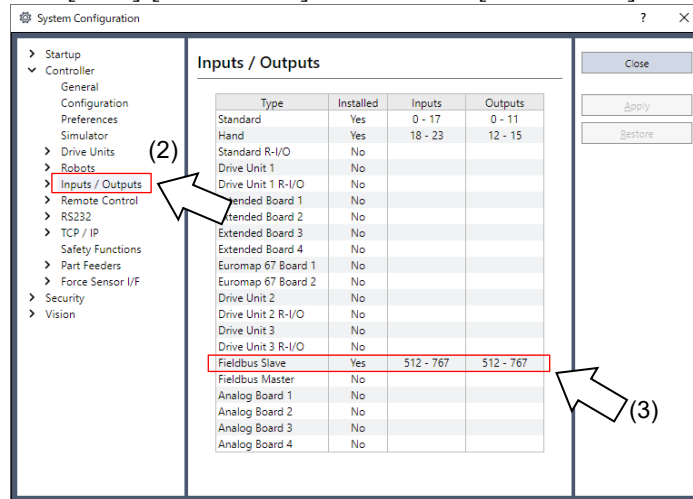 System Configuration ? ×
Startup
Controller
General
Configuration
Preferences
Simulator
Drive Units
Robots
Inputs / Outputs
Remote Control
RS232
TCP / IP
Safety Functions
Part Feeders
Force Sensor I/F
Security
Vision
(2)
Inputs / Outputs
Type Installed Inputs Outputs
Standard Yes 0 - 17 0 - 11
Hand Yes 18 - 23 12 - 15
Standard R-I/O No
Drive Unit 1 No
Drive Unit 1 R-I/O No
Extended Board 1 No
Extended Board 2 No
Extended Board 3 No
Extended Board 4 No
Euromap 67 Board 1 No
Euromap 67 Board 2 No
Drive Unit 2 No
Drive Unit 2 R-I/O No
Drive Unit 3 No
Drive Unit 3 R-I/O No
Fieldbus Slave Yes 512 - 767 512 - 767
Fieldbus Master No
Analog Board 1 No
Analog Board 2 No
Analog Board 3 No
Analog Board 4 No
(3)
Close
Apply
Restore